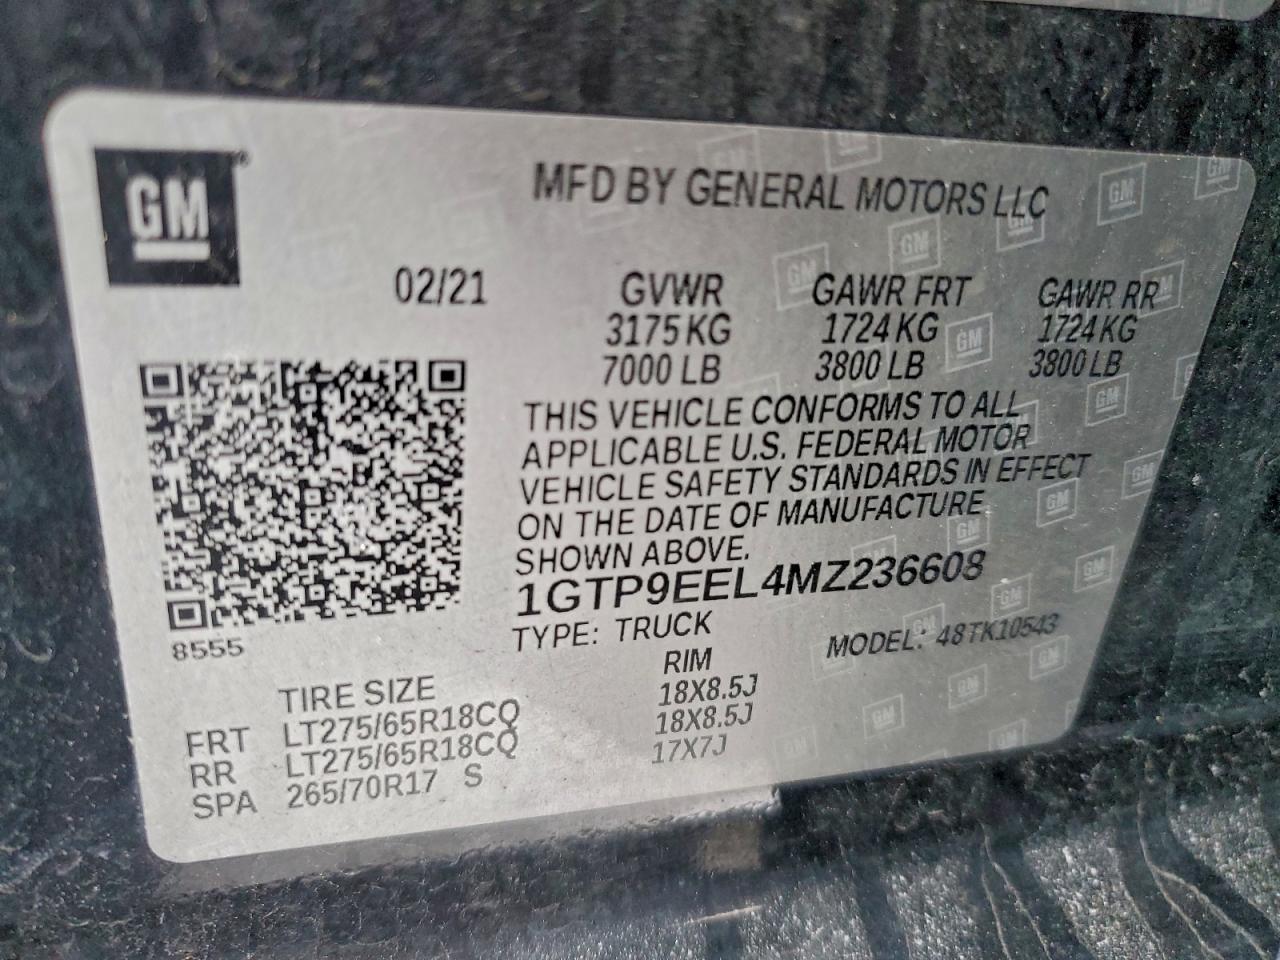 GM
MFD BY GENERAL MOTORS LLC
02/21 GVWR GAWR FRT GAWR RR
3175 KG 1724 KG 1724 KG
7000 LB 3800 LB 3800 LB
THIS VEHICLE CONFORMS TO ALL
APPLICABLE U.S. FEDERAL MOTOR
VEHICLE SAFETY STANDARDS IN EFFECT
ON THE DATE OF MANUFACTURE
SHOWN ABOVE.
1GTP9EEL4MZ236608
TYPE: TRUCK MODEL: 48TK10543
8555
TIRE SIZE RIM
FRT LT275/65R18CQ 18X8.5J
RR LT275/65R18CQ 18X8.5J
SPA 265/70R17 S 17X7J